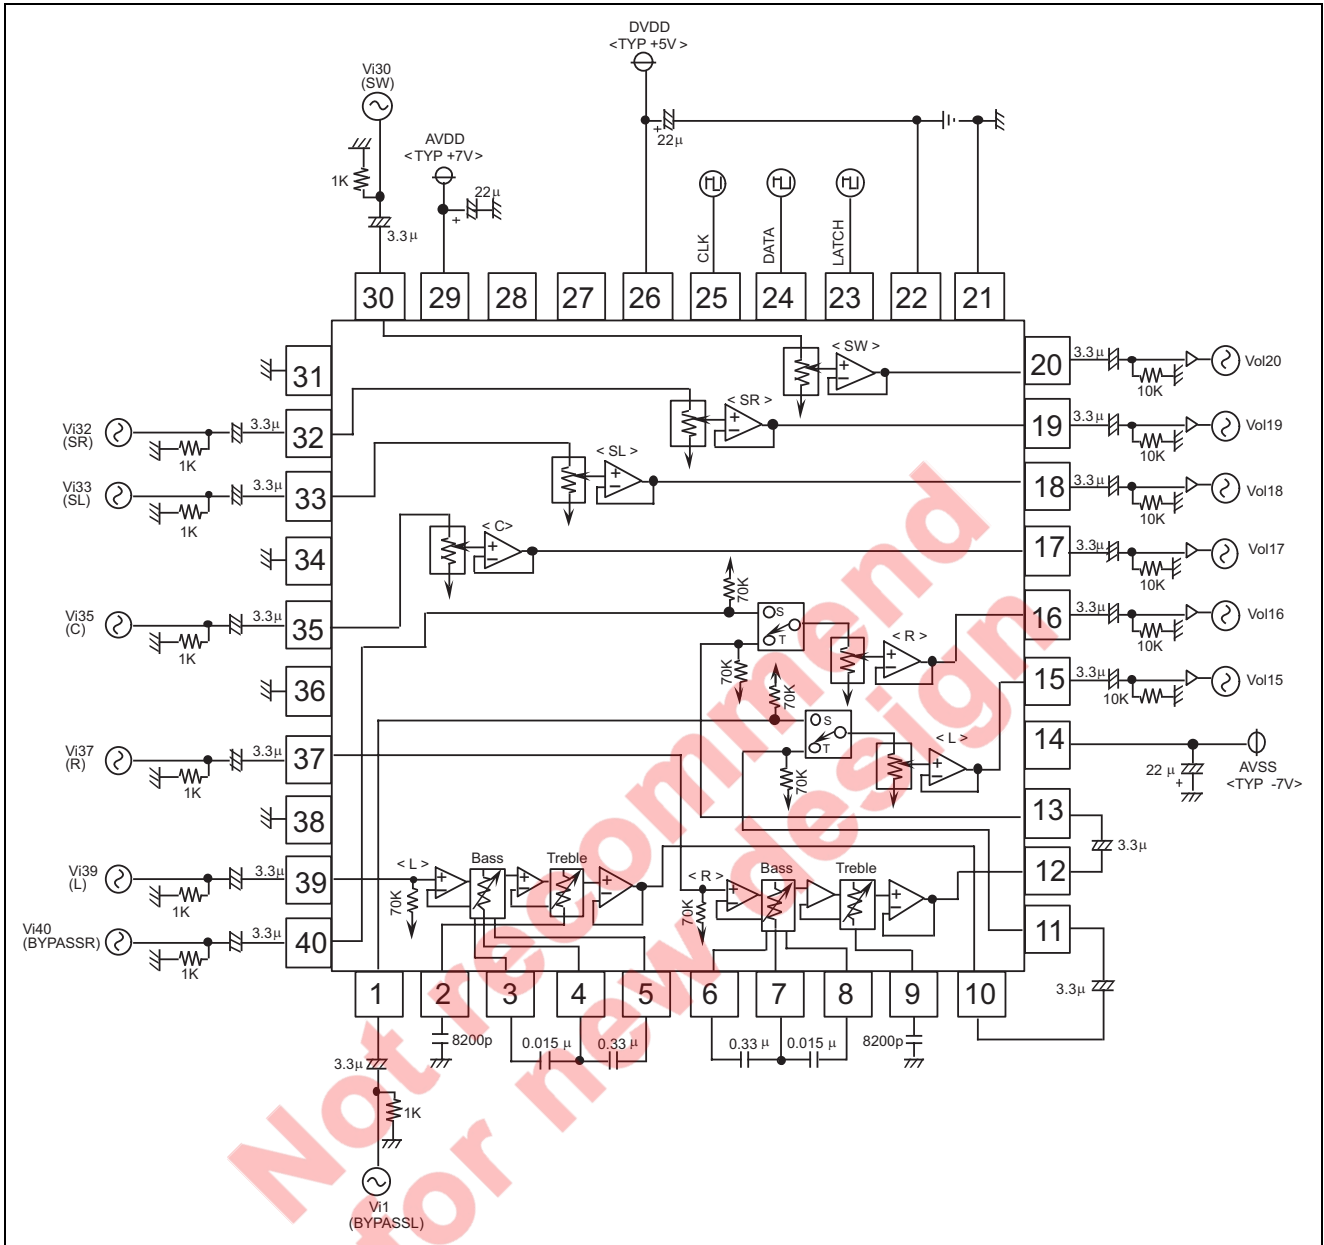 DVDD
<TYP +5V >
Vi30
(SW)
AVDD
<TYP +7V>
1K
22µ
+
3.3µ
+
22µ
CLK
DATA
LATCH
30
29
28
27
26
25
24
23
22
21
31
< SW >
20
3.3µ
10K
Vol20
Vi32
(SR)
1K
3.3µ
32
< SR >
19
3.3µ
10K
Vol19
Vi33
(SL)
1K
3.3µ
33
< SL >
18
3.3µ
10K
Vol18
34
< C>
17
3.3µ
10K
Vol17
Vi35
(C)
1K
3.3µ
35
70K
S
T
70K
< R >
16
3.3µ
10K
Vol16
36
70K
15
3.3µ
10K
Vol15
Vi37
(R)
1K
3.3µ
37
S
T
70K
< L >
14
22 µ
+
AVSS
<TYP -7V>
38
13
3.3µ
12
Vi39
(L)
1K
3.3µ
39
< L >
70K
Bass
Treble
< R >
70K
Bass
Treble
11
3.3µ
Vi40
(BYPASSR)
1K
3.3µ
40
1
2
3
4
5
6
7
8
9
10
8200p
0.015 µ
0.33 µ
0.33 µ
0.015 µ
8200p
3.3µ
1K
Vi1
(BYPASSL)
Not recommend
for new design